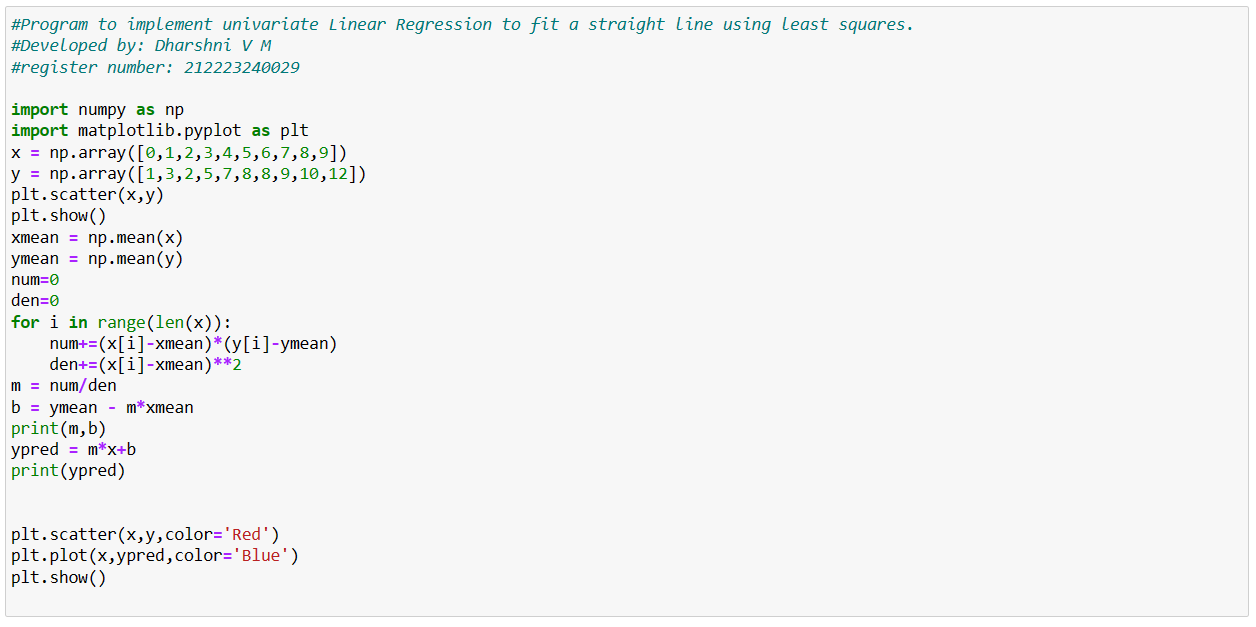 #Program to implement univariate Linear Regression to fit a straight line using least squares.
#Developed by: Dharshni V M
#register number: 212223240029
import numpy as np
import matplotlib.pyplot as plt
x = np.array([0,1,2,3,4,5,6,7,8,9])
y = np.array([1,3,2,5,7,8,8,9,10,12])
plt.scatter(x,y)
plt.show()
xmean = np.mean(x)
ymean = np.mean(y)
num=0
den=0
for i in range(len(x)):
    num+=(x[i]-xmean)*(y[i]-ymean)
    den+=(x[i]-xmean)**2
m = num/den
b = ymean - m*xmean
print(m,b)
ypred = m*x+b
print(ypred)
plt.scatter(x,y,color='Red')
plt.plot(x,ypred,color='Blue')
plt.show()